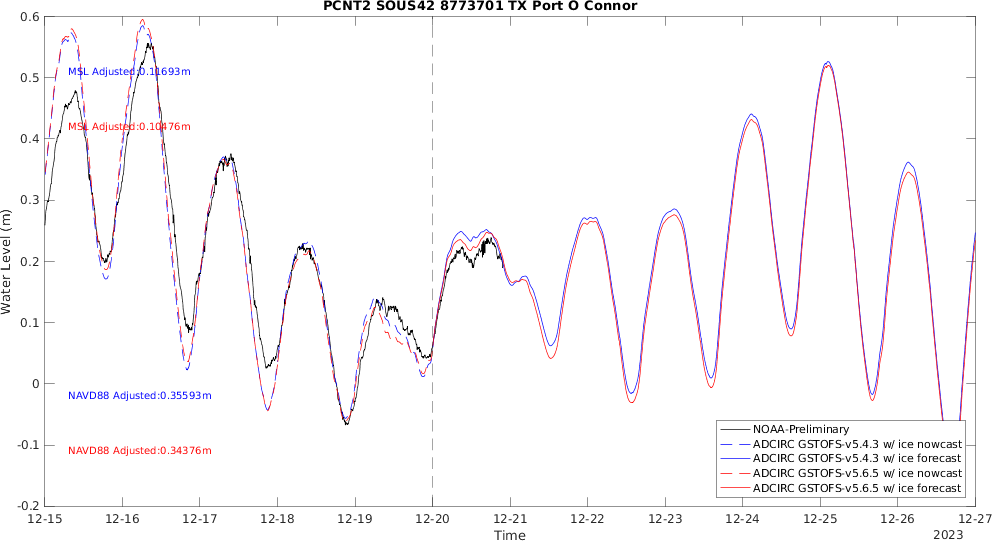 PCNT2 SOUS42 8773701 TX Port O Connor
0.6
0.5
0.4
0.3
0.2
0.1
0
-0.1
-0.2
Water Level (m)
MSL Adjusted:0.11693m
MSL Adjusted:0.10476m
NAVD88 Adjusted:0.35593m
NAVD88 Adjusted:0.34376m
NOAA-Preliminary
ADCIRC GSTOFS-v5.4.3 w/ ice nowcast
ADCIRC GSTOFS-v5.4.3 w/ ice forecast
ADCIRC GSTOFS-v5.6.5 w/ ice nowcast
ADCIRC GSTOFS-v5.6.5 w/ ice forecast
12-15 12-16 12-17 12-18 12-19 12-20 12-21 12-22 12-23 12-24 12-25 12-26 12-27
Time
2023